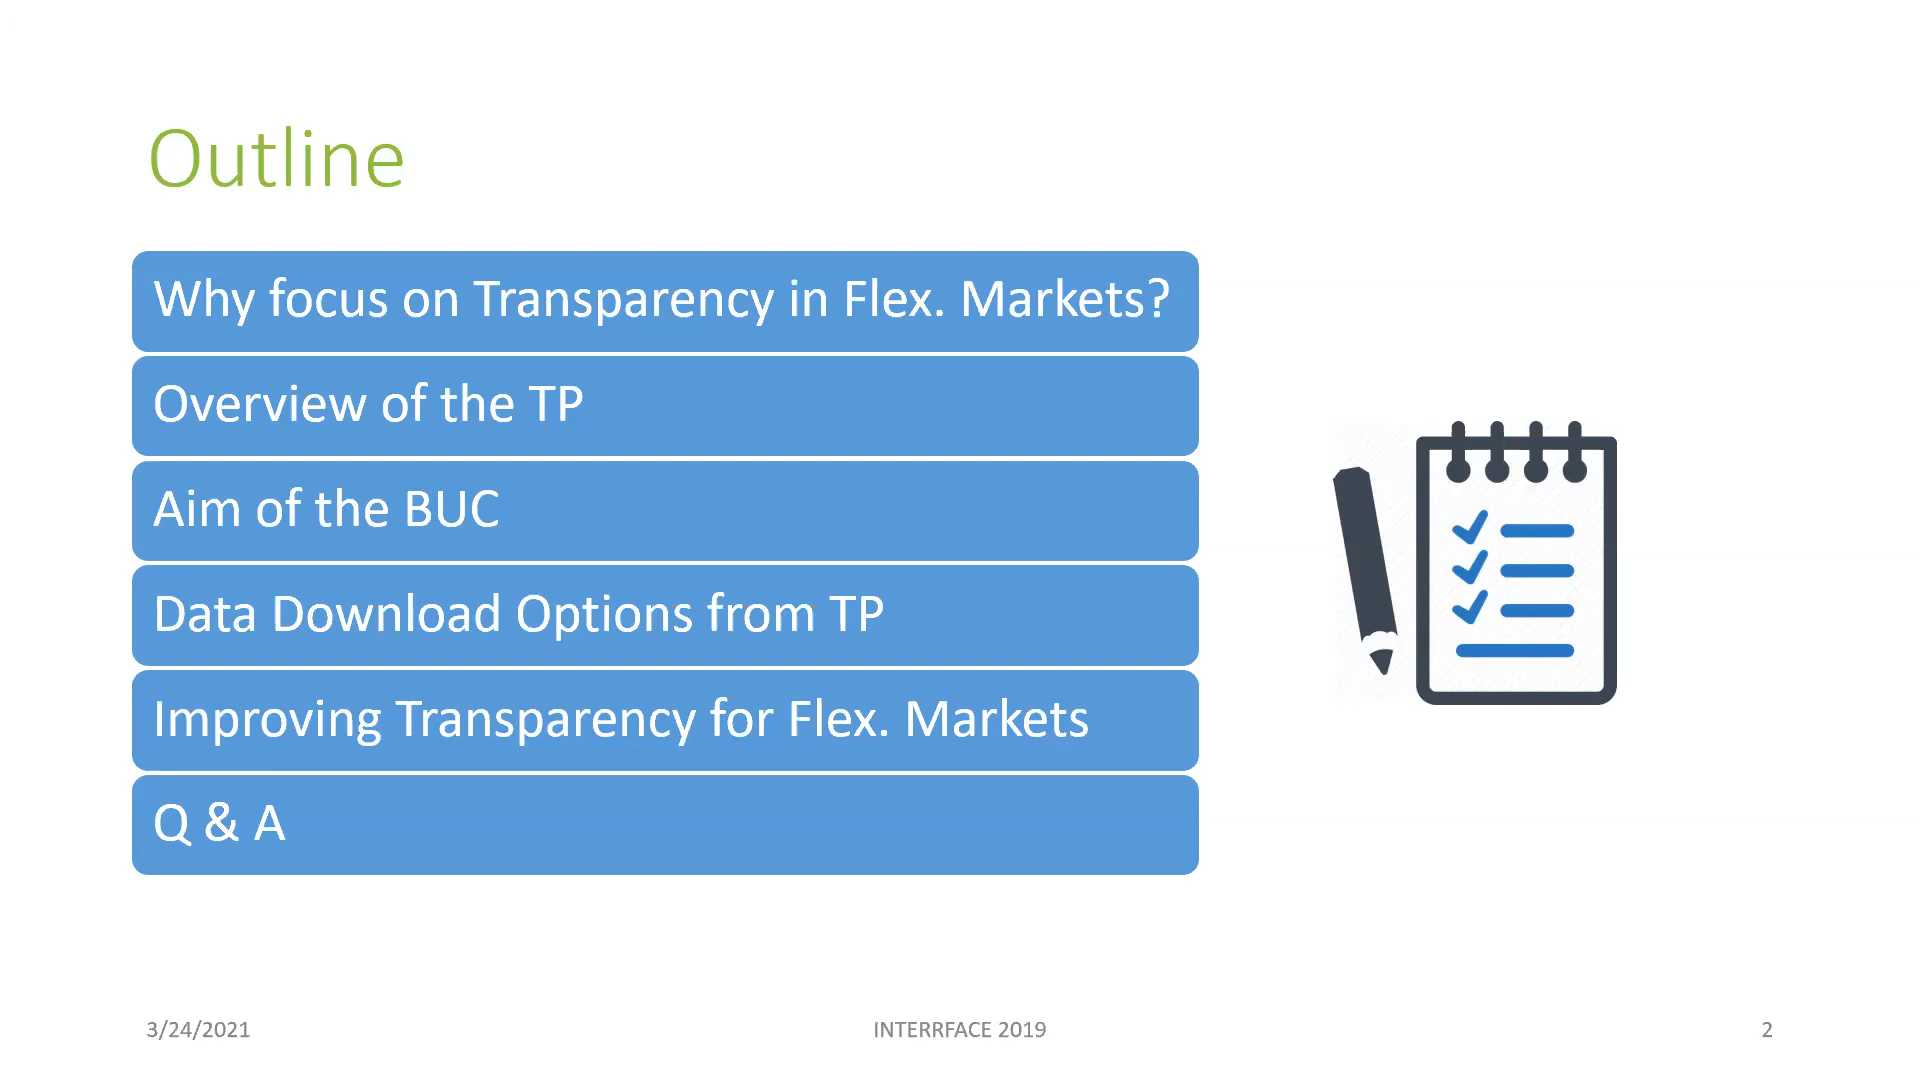 Outline
Why focus on Transparency in Flex. Markets?
Overview of the TP
Aim of the BUC
Data Download Options from TP
Improving Transparency for Flex. Markets
Q & A
3/24/2021
INTERRFACE 2019
2